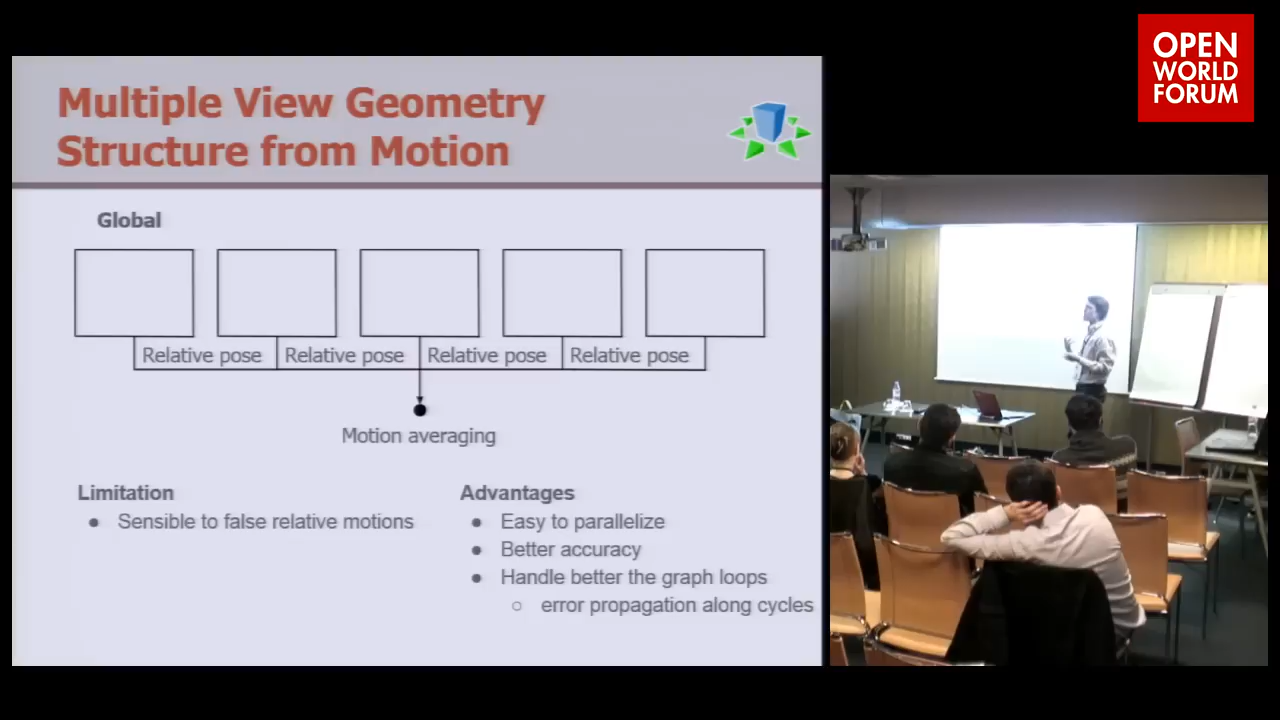 OPEN
WORLD
FORUM
Multiple View Geometry
Structure from Motion
Global
Relative pose Relative pose Relative pose Relative pose
Motion averaging
Limitation
● Sensible to false relative motions
Advantages
● Easy to parallelize
● Better accuracy
● Handle better the graph loops
○ error propagation along cycles